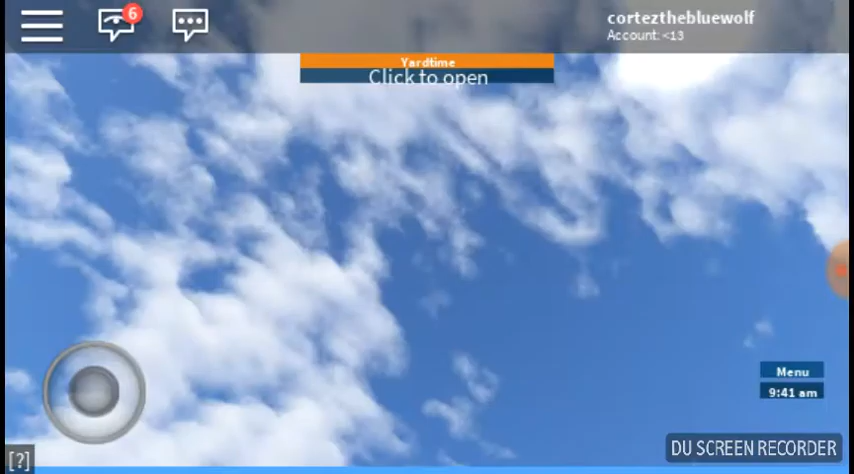 6
cortezthebluewolf
Account: <13
Yardtime
Click to open
Menu
9:41 am
[?]
DU SCREEN RECORDER